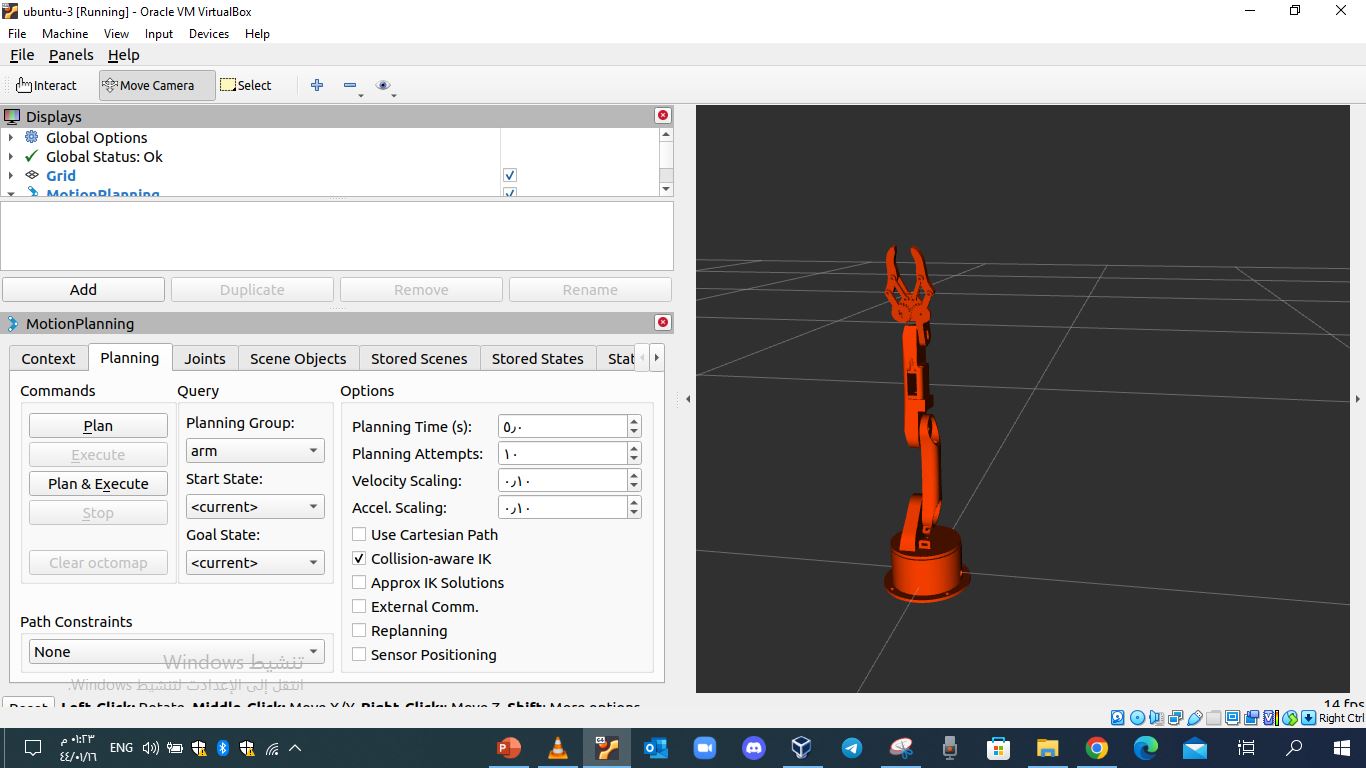 ubuntu-3 [Running] - Oracle VM VirtualBox
File Machine View Input Devices Help
File Panels Help
Interact Move Camera Select
Displays
Global Options
Global Status: Ok
Grid
MotionPlanning
Add Duplicate Remove Rename
MotionPlanning
Context Planning Joints Scene Objects Stored Scenes Stored States
Commands Query Options
Plan
Execute
Plan & Execute
Stop
Clear octomap
Planning Group:
arm
Start State:
<current>
Goal State:
<current>
Planning Time (s): ٥٫٠
Planning Attempts: ١٠
Velocity Scaling: ٠٫١٠
Accel. Scaling: ٠٫١٠
Use Cartesian Path
Collision-aware IK
Approx IK Solutions
External Comm.
Replanning
Sensor Positioning
Path Constraints
None
تنشيط Windows
انتقل إلى الإعدادت لتنشيط Windows.
Reset Left-Click: Rotate. Middle-Click: Move X/Y. Right-Click: Move Z. Shift: More options.
14 fps
Right Ctrl
ENG
٠١:٢٣ م
٤٤/٠١/١٦